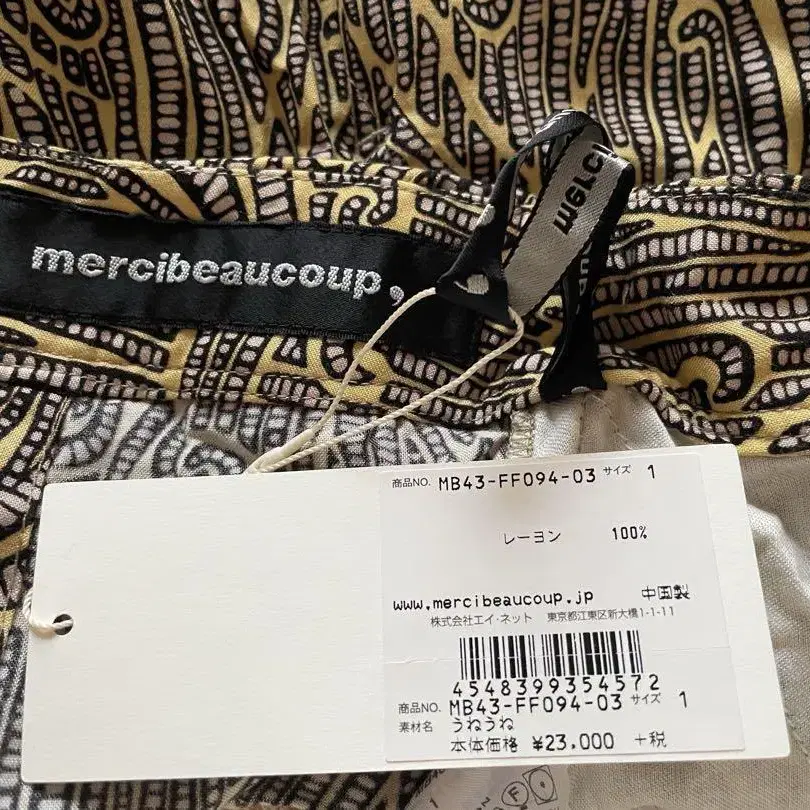 merci
mercibeaucoup,
商品NO. MB43-FF094-03 サイズ 1
レーヨン 100%
www.mercibeaucoup.jp 中国製
株式会社エイ・ネット 東京都江東区新大橋1-1-11
4548399354572
商品NO. MB43-FF094-03 サイズ 1
素材名 うねうね
本体価格 ¥23,000 +税
1
F